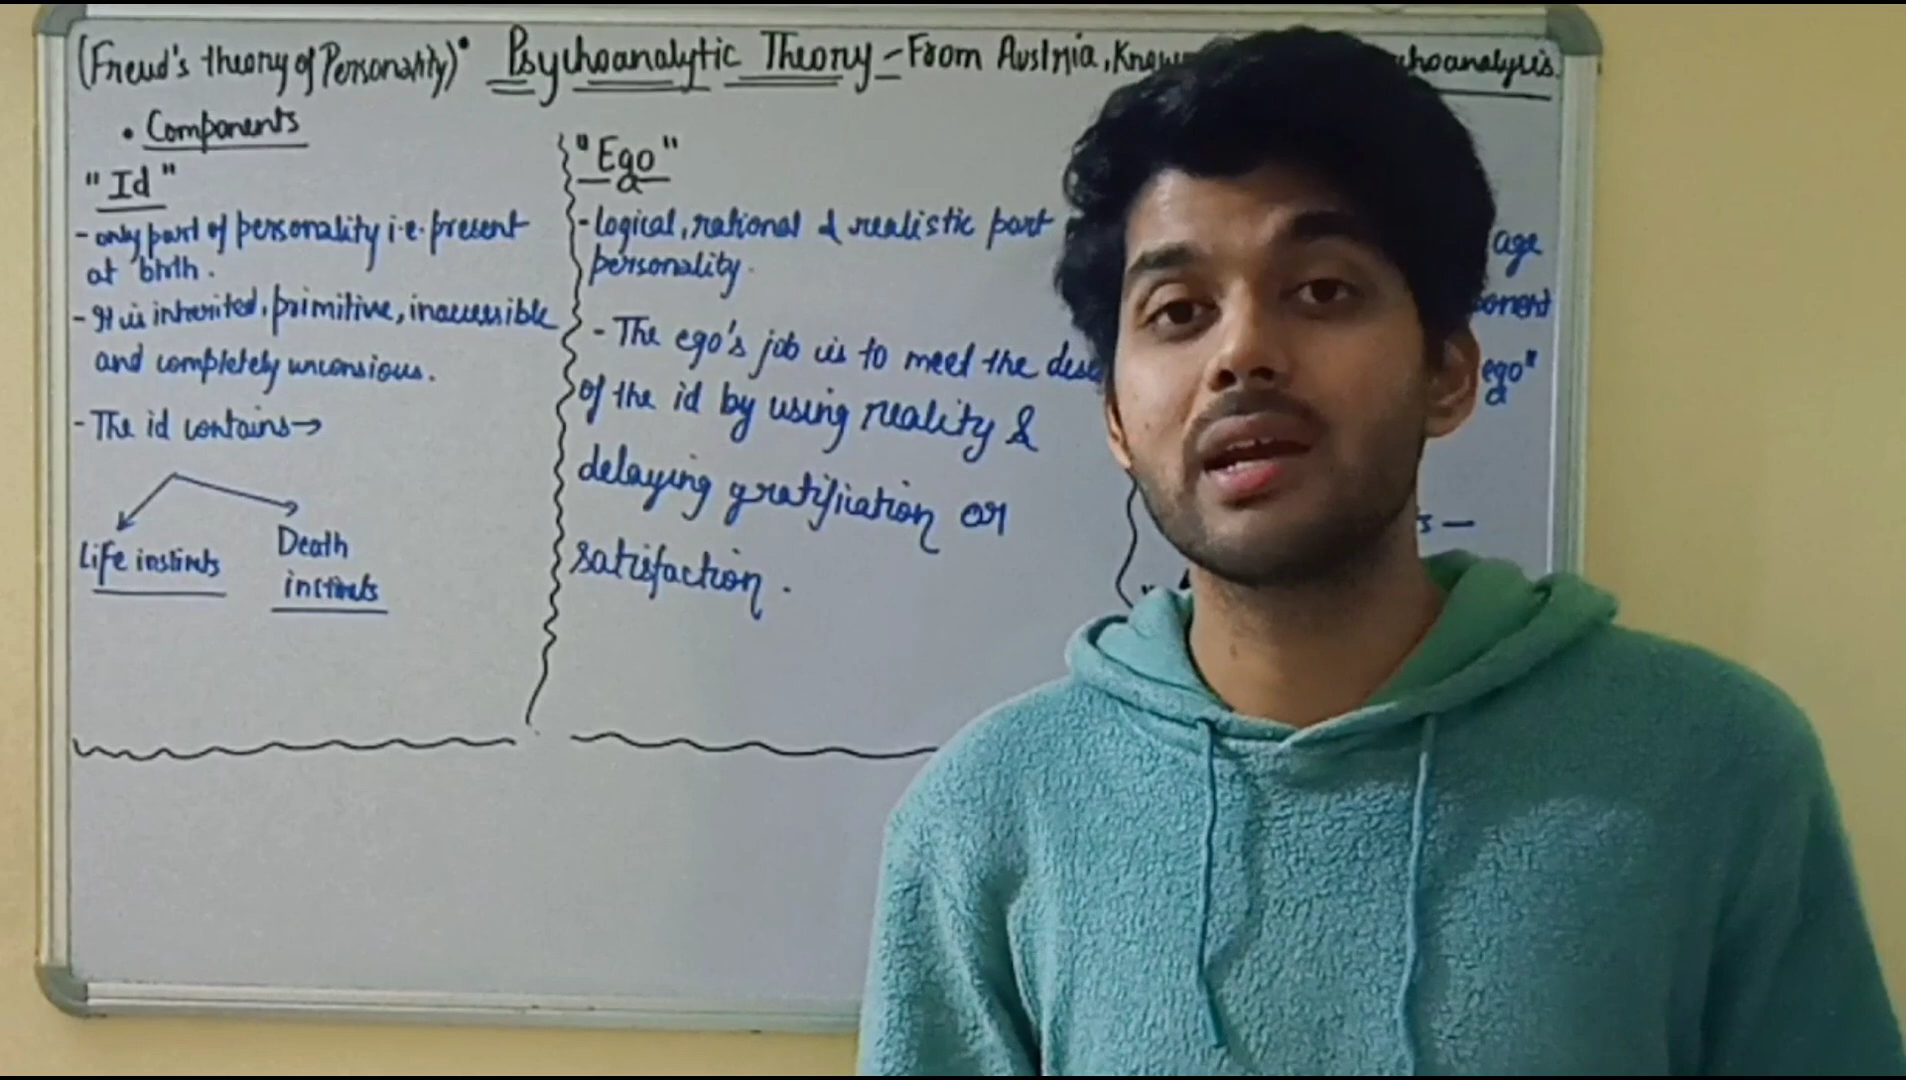 (Freud's theory of Personality)• Psychoanalytic Theory - From Austria, Know choanalysis.
• Components
"Id"
- only part of personality i.e. present
at birth.
- It is inherited, primitive, inaccessible
and completely unconsious.
- The id contains→
Life instincts
Death
instincts
"Ego"
- logical, rational & realistic part
personality.
- The ego's job is to meet the desi
of the id by using reality &
delaying gratification or
satisfaction.
age
ponent
ego"
s —